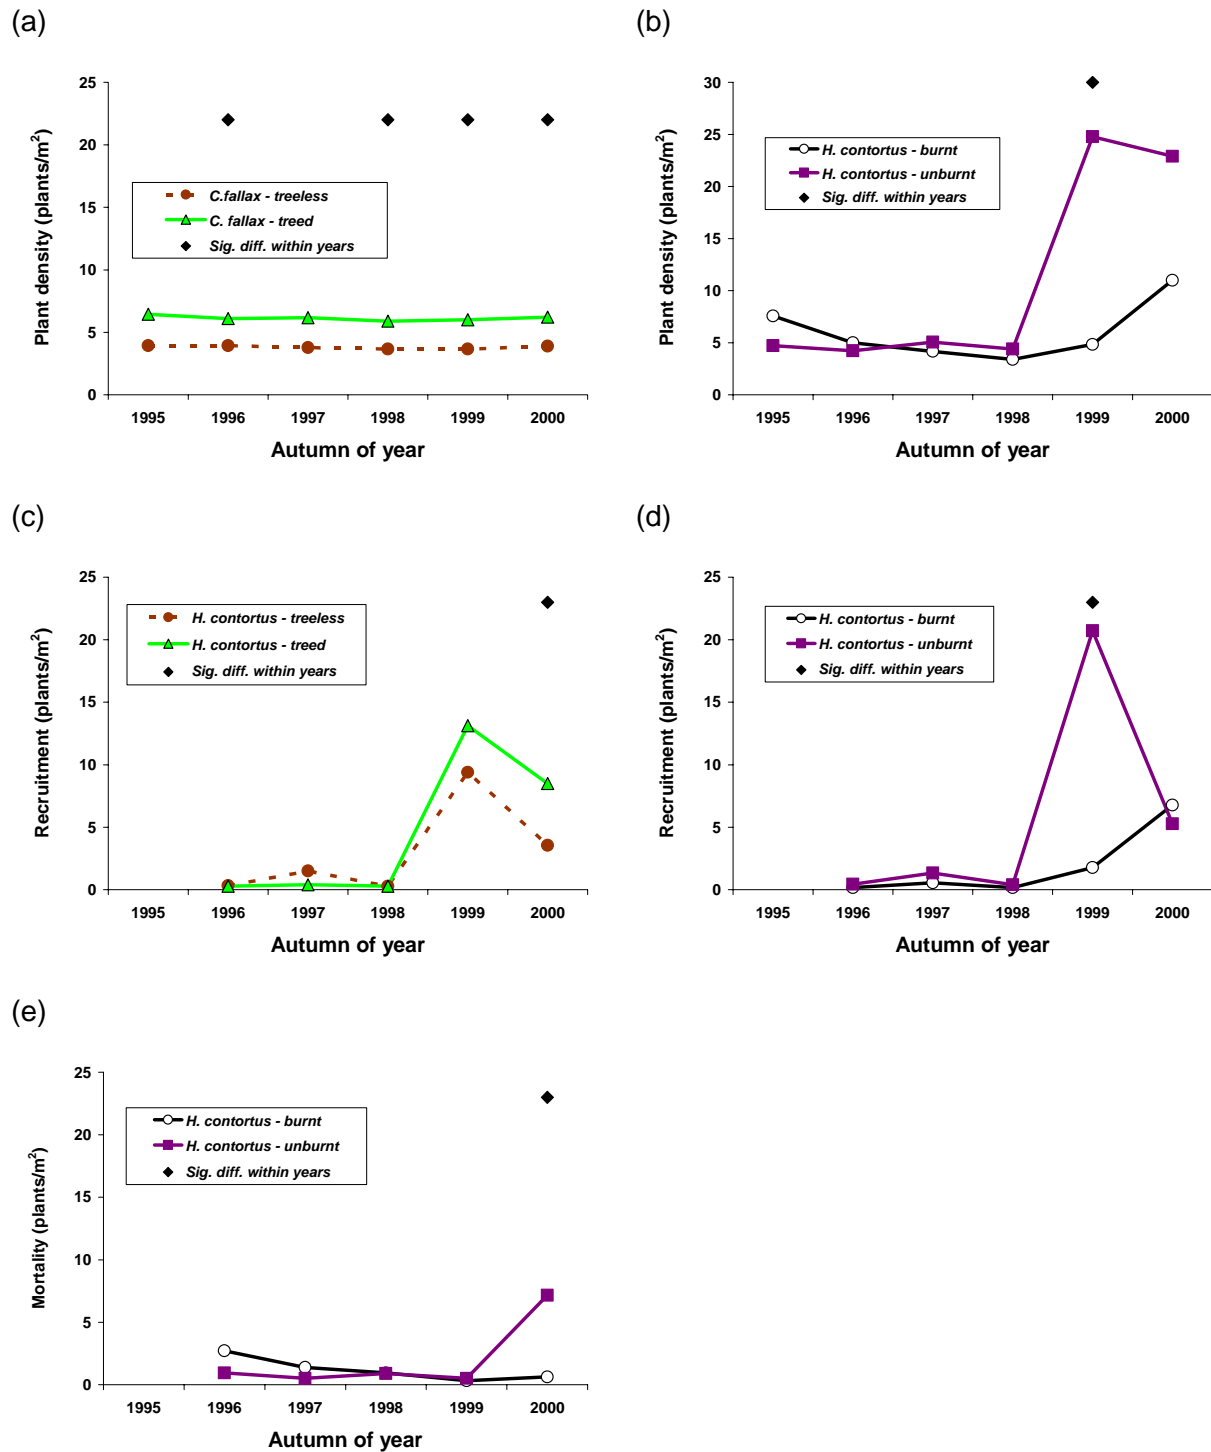 (a)
25
20
15
10
5
0
Plant density (plants/m²)
C.fallax - treeless
C. fallax - treed
Sig. diff. within years
1995 1996 1997 1998 1999 2000
Autumn of year
(b)
30
25
20
15
10
5
0
Plant density (plants/m²)
H. contortus - burnt
H. contortus - unburnt
Sig. diff. within years
1995 1996 1997 1998 1999 2000
Autumn of year
(c)
25
20
15
10
5
0
Recruitment (plants/m²)
H. contortus - treeless
H. contortus - treed
Sig. diff. within years
1995 1996 1997 1998 1999 2000
Autumn of year
(d)
25
20
15
10
5
0
Recruitment (plants/m²)
H. contortus - burnt
H. contortus - unburnt
Sig. diff. within years
1995 1996 1997 1998 1999 2000
Autumn of year
(e)
25
20
15
10
5
0
Mortality (plants/m²)
H. contortus - burnt
H. contortus - unburnt
Sig. diff. within years
1995 1996 1997 1998 1999 2000
Autumn of year